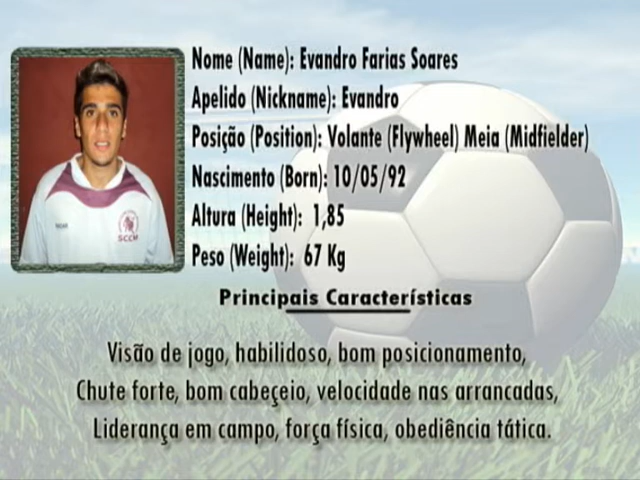 Nome (Name): Evandro Farias Soares
Apelido (Nickname): Evandro
Posição (Position): Volante (Flywheel) Meia (Midfielder)
Nascimento (Born): 10/05/92
Altura (Height): 1,85
Peso (Weight): 67 Kg
SCCM
Principais Características
Visão de jogo, habilidoso, bom posicionamento,
Chute forte, bom cabeçeio, velocidade nas arrancadas,
Liderança em campo, força física, obediência tática.